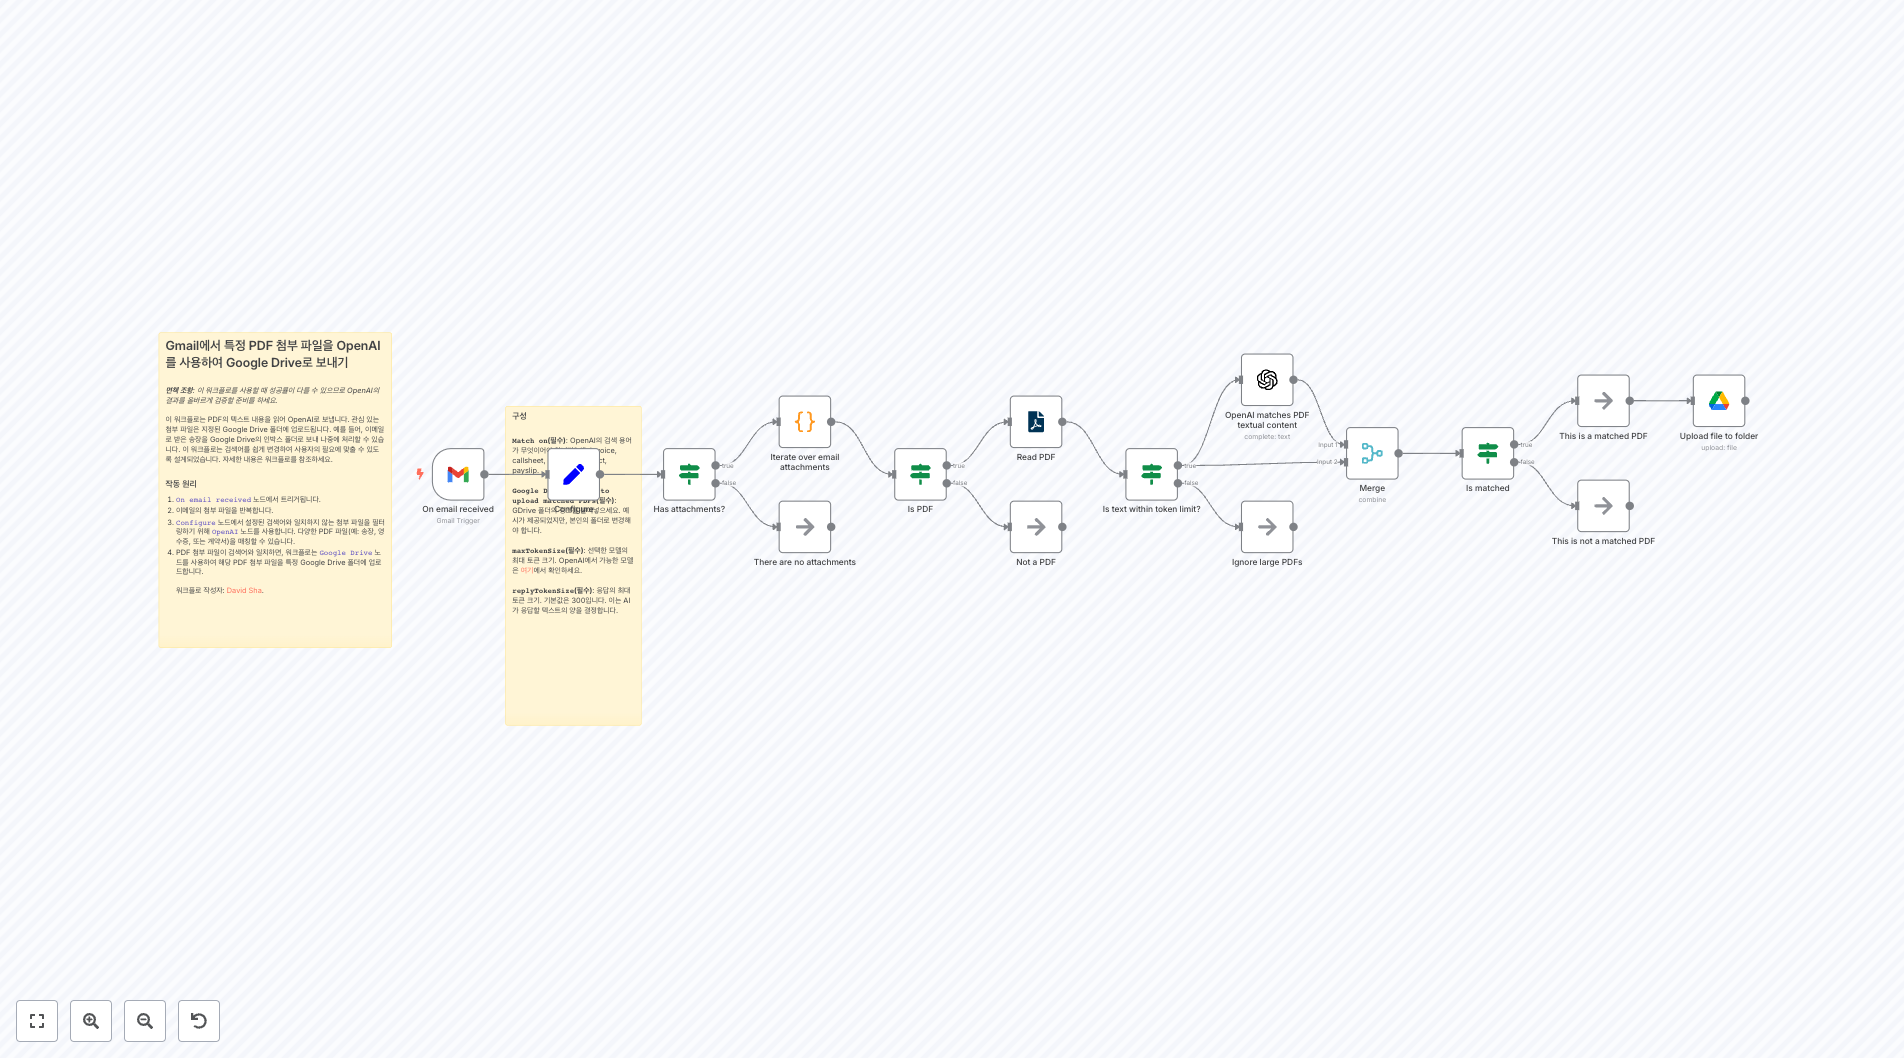 Gmail에서 특정 PDF 첨부 파일을 OpenAI
를 사용하여 Google Drive로 보내기
면책 조항: 이 워크플로를 사용할 때 성공률이 다를 수 있으므로 OpenAI의
결과를 올바르게 검증할 준비를 하세요.
이 워크플로는 PDF의 텍스트 내용을 읽어 OpenAI로 보냅니다. 관심 있는
첨부 파일은 지정된 Google Drive 폴더에 업로드됩니다. 예를 들어, 이메일
로 받은 송장을 Google Drive의 인박스 폴더로 보내 나중에 처리할 수 있습
니다. 이 워크플로는 검색어를 쉽게 변경하여 사용자의 필요에 맞출 수 있도
록 설계되었습니다. 자세한 내용은 워크플로를 참조하세요.
작동 원리
1. On email received 노드에서 트리거됩니다.
2. 이메일의 첨부 파일을 반복합니다.
3. Configure 노드에서 설정된 검색어와 일치하지 않는 첨부 파일을 필터
링하기 위해 OpenAI 노드를 사용합니다. 다양한 PDF 파일(예: 송장, 영
수증, 또는 계약서)을 매칭할 수 있습니다.
4. PDF 첨부 파일이 검색어와 일치하면, 워크플로는 Google Drive 노
드를 사용하여 해당 PDF 첨부 파일을 특정 Google Drive 폴더에 업로
드합니다.
워크플로 작성자: David Sha.
On email received
Gmail Trigger
구성
Match on(필수): OpenAI의 검색 용어
가
callsheet,
payslip.
Google
upload matched PDFs(필수):
GDrive
시가 제공되었지만, 본인의 폴더로 변경해
야 합니다.
maxTokenSize(필수): 선택한 모델의
최대 토큰 크기. OpenAI에서 가능한 모델
은 여기에서 확인하세요.
replyTokenSize(필수): 응답의 최대
토큰 크기. 기본값은 300입니다. 이는 AI
가 응답할 텍스트의 양을 결정합니다.
Configure
Has attachments?
true
false
Iterate over email
attachments
There are no attachments
Is PDF
true
false
Read PDF
Not a PDF
Is text within token limit?
true
false
OpenAI matches PDF
textual content
complete: text
Ignore large PDFs
Input 1
Input 2
Merge
combine
Is matched
true
false
This is a matched PDF
This is not a matched PDF
Upload file to folder
upload: file